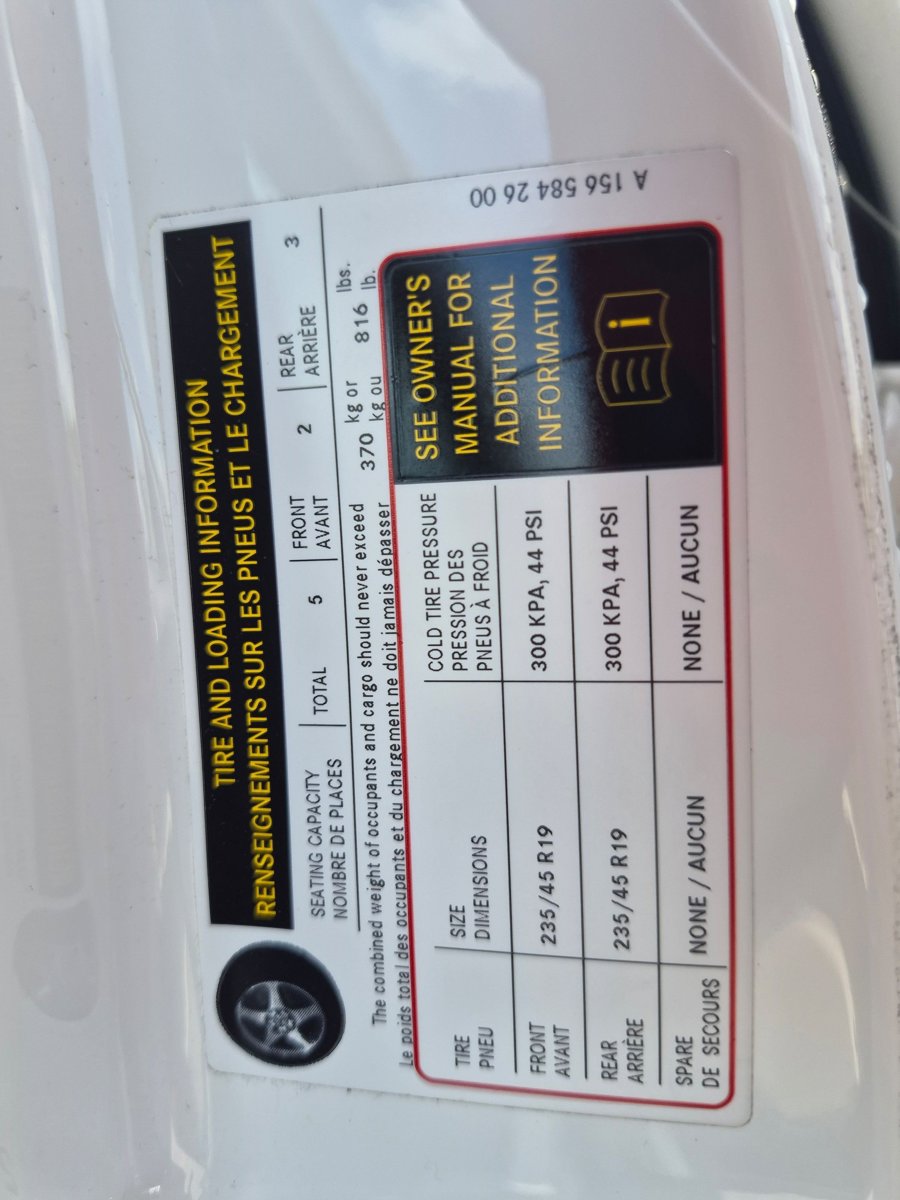 TIRE AND LOADING INFORMATION
RENSEIGNEMENTS SUR LES PNEUS ET LE CHARGEMENT
SEATING CAPACITY
NOMBRE DE PLACES
TOTAL 5
FRONT
AVANT
2
REAR
ARRIÈRE
3
The combined weight of occupants and cargo should never exceed 370 kg or 816 lbs.
Le poids total des occupants et du chargement ne doit jamais dépasser kg ou lb.
TIRE
PNEU
SIZE
DIMENSIONS
COLD TIRE PRESSURE
PRESSION DES
PNEUS À FROID
FRONT
AVANT
235/45 R19
300 KPA, 44 PSI
REAR
ARRIÈRE
235/45 R19
300 KPA, 44 PSI
SPARE
DE SECOURS
NONE / AUCUN
NONE / AUCUN
SEE OWNER'S
MANUAL FOR
ADDITIONAL
INFORMATION
i
A 156 584 26 00